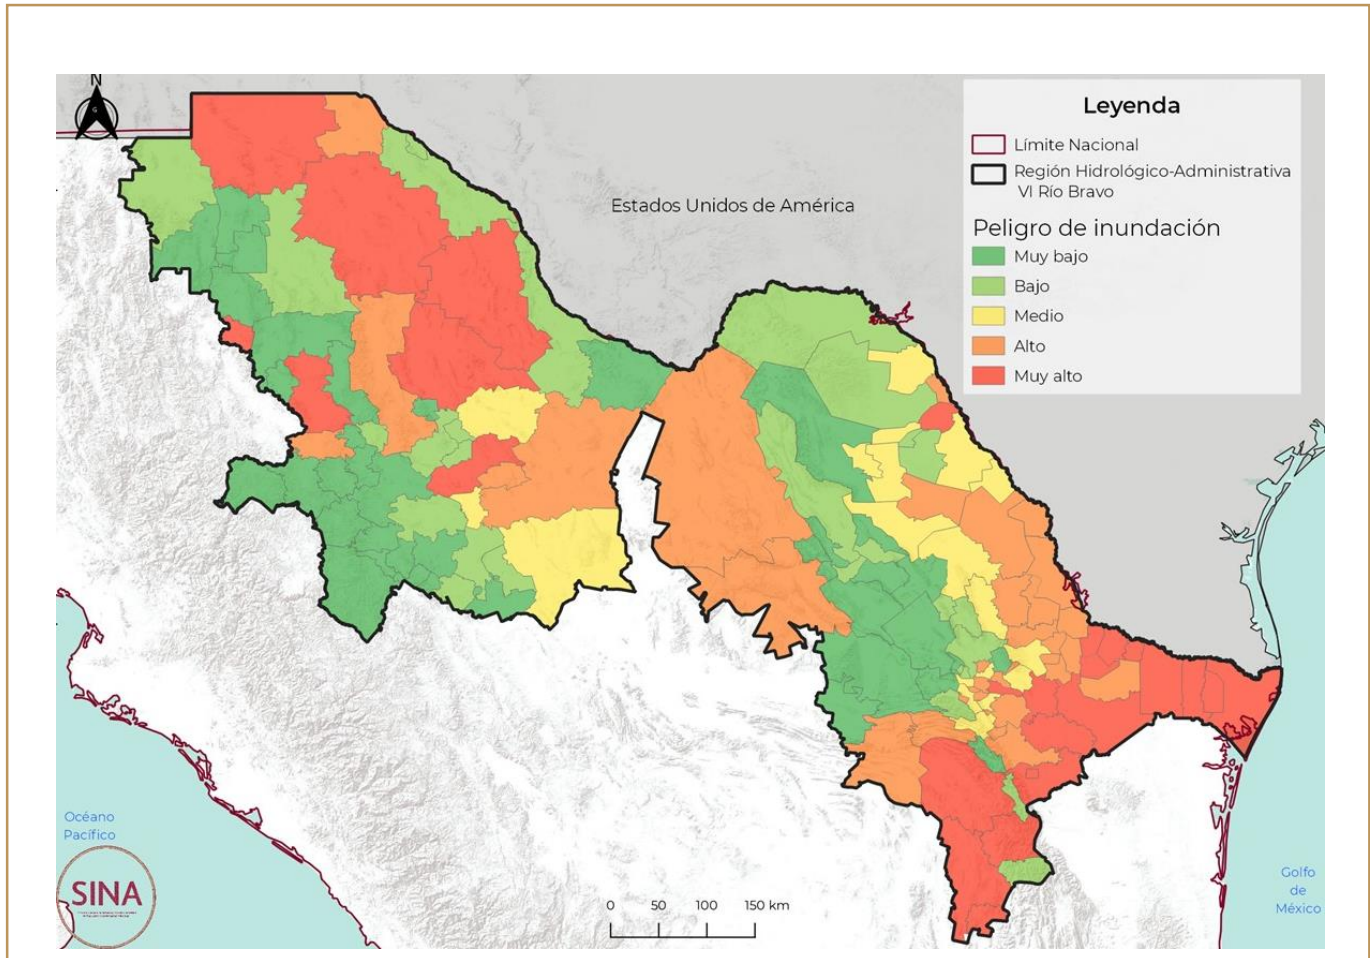 N
Leyenda
Límite Nacional
Región Hidrológico-Administrativa
VI Río Bravo
Estados Unidos de América
Peligro de inundación
Muy bajo
Bajo
Medio
Alto
Muy alto
Océano
Pacífico
SINA
0 50 100 150 km
Golfo
de
México